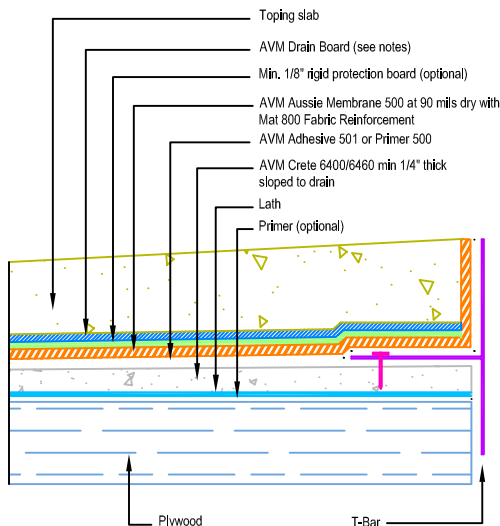 Toping slab
AVM Drain Board (see notes)
Min. 1/8" rigid protection board (optional)
AVM Aussie Membrane 500 at 90 mils dry with
Mat 800 Fabric Reinforcement
AVM Adhesive 501 or Primer 500
AVM Crete 6400/6460 min 1/4" thick
sloped to drain
Lath
Primer (optional)
Plywood
T-Bar